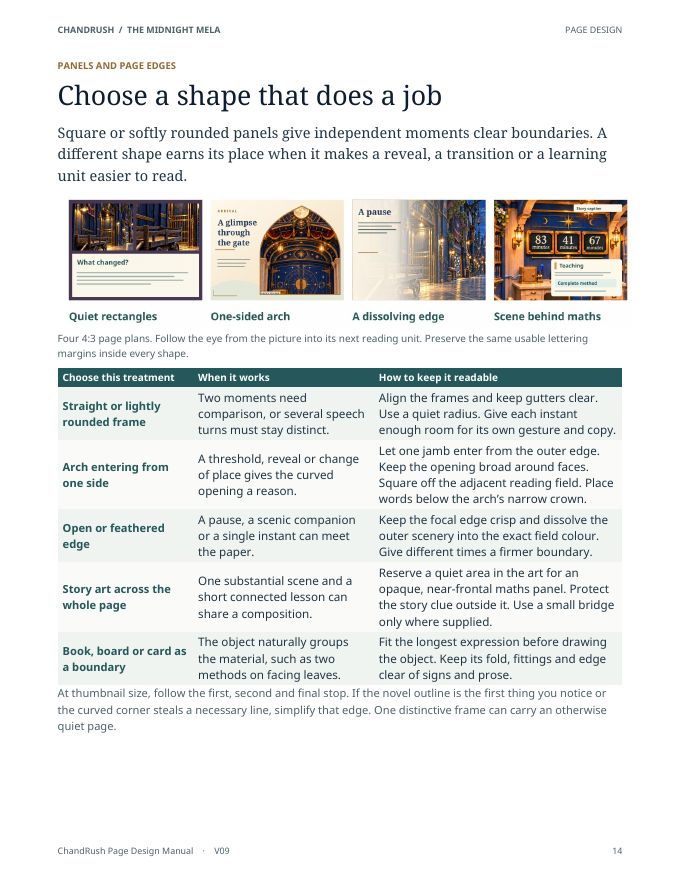 CHANDRUSH / THE MIDNIGHT MELA
PAGE DESIGN
PANELS AND PAGE EDGES
Choose a shape that does a job
Square or softly rounded panels give independent moments clear boundaries. A
different shape earns its place when it makes a reveal, a transition or a learning
unit easier to read.
What changed?
ARRIVAL
A glimpse
through
the gate
A pause
Story caption
83
minutes
41
minutes
67
minutes
Teaching
Complete method
Quiet rectangles
One-sided arch
A dissolving edge
Scene behind maths
Four 4:3 page plans. Follow the eye from the picture into its next reading unit. Preserve the same usable lettering
margins inside every shape.
Choose this treatment
When it works
How to keep it readable
Straight or lightly
rounded frame
Two moments need
comparison, or several speech
turns must stay distinct.
Align the frames and keep gutters clear.
Use a quiet radius. Give each instant
enough room for its own gesture and copy.
Arch entering from
one side
A threshold, reveal or change
of place gives the curved
opening a reason.
Let one jamb enter from the outer edge.
Keep the opening broad around faces.
Square off the adjacent reading field. Place
words below the arch’s narrow crown.
Open or feathered
edge
A pause, a scenic companion
or a single instant can meet
the paper.
Keep the focal edge crisp and dissolve the
outer scenery into the exact field colour.
Give different times a firmer boundary.
Story art across the
whole page
One substantial scene and a
short connected lesson can
share a composition.
Reserve a quiet area in the art for an
opaque, near-frontal maths panel. Protect
the story clue outside it. Use a small bridge
only where supplied.
Book, board or card as
a boundary
The object naturally groups
the material, such as two
methods on facing leaves.
Fit the longest expression before drawing
the object. Keep its fold, fittings and edge
clear of signs and prose.
At thumbnail size, follow the first, second and final stop. If the novel outline is the first thing you notice or
the curved corner steals a necessary line, simplify that edge. One distinctive frame can carry an otherwise
quiet page.
ChandRush Page Design Manual · V09
14